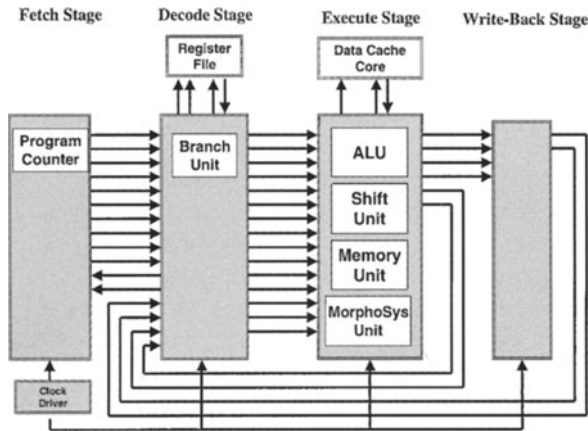 Fetch Stage
Decode Stage
Execute Stage
Write-Back Stage
Register
File
Data Cache
Core
Program
Counter
Branch
Unit
ALU
Shift
Unit
Memory
Unit
MorphoSys
Unit
Clock
Driver